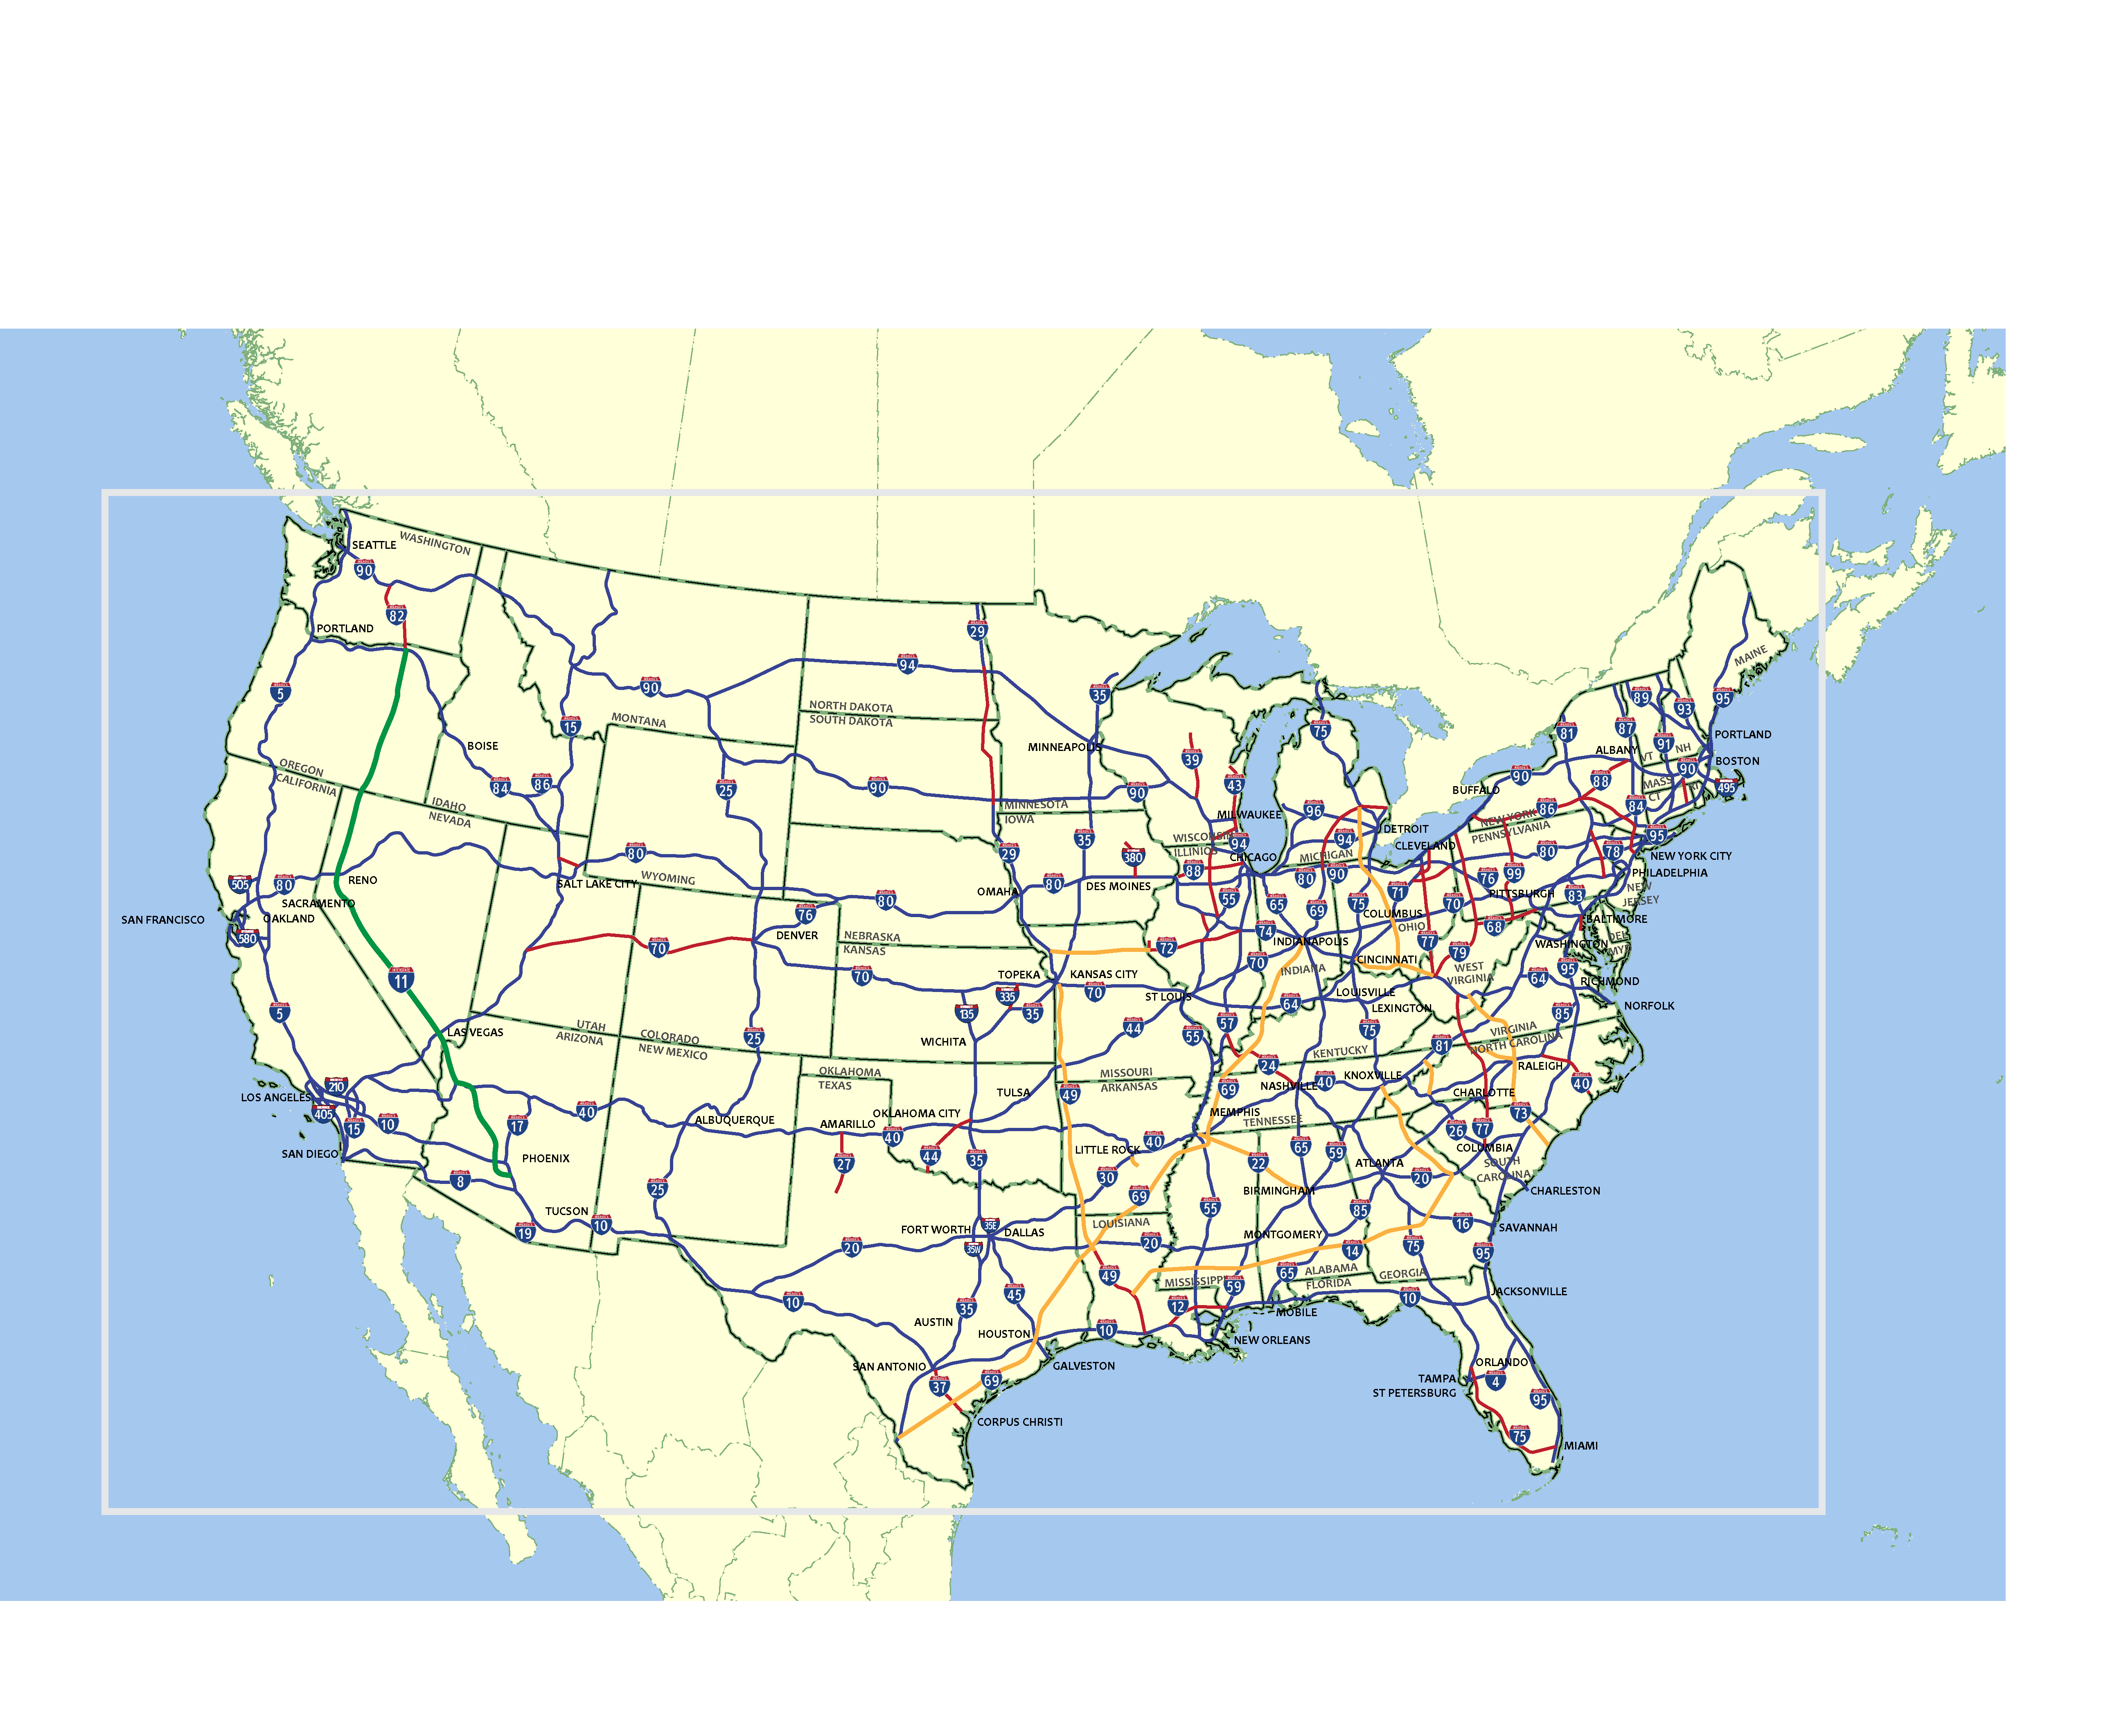 SEATTLE
WASHINGTON
90
82
29
PORTLAND
94
90
35
MAINE
5
89
95
93
NORTH DAKOTA
SOUTH DAKOTA
MONTANA
15
75
81
87
PORTLAND
BOISE
MINNEAPOLIS
91
ALBANY
VT
NH
BOSTON
OREGON
CALIFORNIA
84
86
25
90
90
39
43
90
88
90
MASS
495
BUFFALO
CT
RI
IDAHO
NEVADA
MINNESOTA
IOWA
MILWAUKEE
96
86
84
NEW YORK
PENNSYLVANIA
DETROIT
95
35
WISCONSIN
ILLINOIS
94
94
CLEVELAND
80
29
380
CHICAGO
MICHIGAN
80
78
NEW YORK CITY
505
80
RENO
SALT LAKE CITY
WYOMING
OMAHA
80
DES MOINES
88
80
90
76
99
PHILADELPHIA
SACRAMENTO
80
55
65
69
75
71
70
PITTSBURGH
83
NEW
JERSEY
SAN FRANCISCO
OAKLAND
76
COLUMBUS
OHIO
68
BALTIMORE
580
70
DENVER
NEBRASKA
KANSAS
72
74
INDIANAPOLIS
77
79
WASHINGTON
DEL
MY
11
70
TOPEKA
KANSAS CITY
70
INDIANA
CINCINNATI
WEST
VIRGINIA
64
95
RICHMOND
335
70
ST LOUIS
64
LOUISVILLE
NORFOLK
5
135
35
LEXINGTON
85
LAS VEGAS
UTAH
ARIZONA
COLORADO
NEW MEXICO
25
WICHITA
44
55
57
75
VIRGINIA
NORTH CAROLINA
81
KENTUCKY
24
RALEIGH
210
OKLAHOMA
TEXAS
MISSOURI
ARKANSAS
69
NASHVILLE
40
KNOXVILLE
40
LOS ANGELES
405
TULSA
49
CHARLOTTE
15
10
17
40
ALBUQUERQUE
AMARILLO
OKLAHOMA CITY
40
MEMPHIS
TENNESSEE
73
26
77
SAN DIEGO
PHOENIX
27
44
35
LITTLE ROCK
40
22
65
59
ATLANTA
COLUMBIA
SOUTH
CAROLINA
8
25
30
69
BIRMINGHAM
20
CHARLESTON
TUCSON
19
10
FORT WORTH
35E
DALLAS
35W
LOUISIANA
55
85
16
SAVANNAH
20
20
MONTGOMERY
14
75
95
49
MISSISSIPPI
59
65
ALABAMA
FLORIDA
GEORGIA
10
45
35
12
MOBILE
10
JACKSONVILLE
AUSTIN
HOUSTON
10
NEW ORLEANS
SAN ANTONIO
37
69
GALVESTON
ORLANDO
TAMPA
ST PETERSBURG
4
95
CORPUS CHRISTI
75
MIAMI